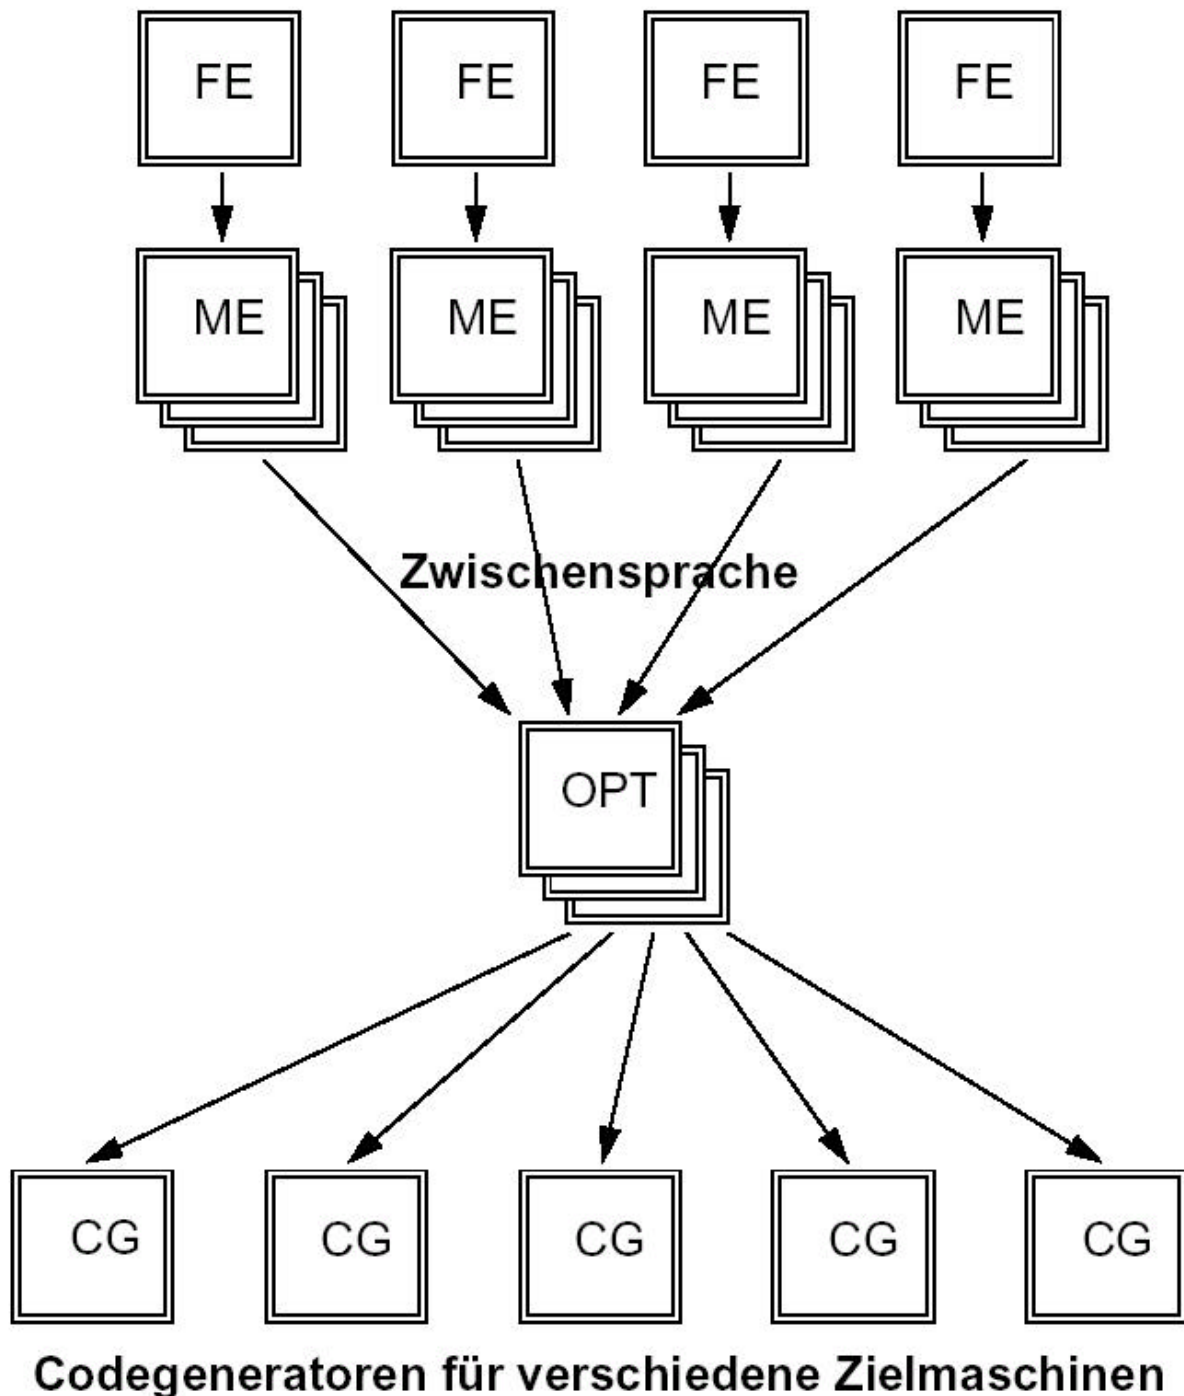 FE FE FE FE
ME ME ME ME
Zwischensprache
OPT
CG CG CG CG CG
Codegeneratoren für verschiedene Zielmaschinen